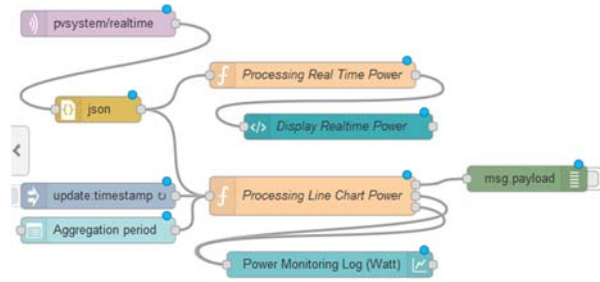 pvsystem/realtime
Processing Real Time Power
json
Display Realtime Power
update:timestamp ↻
Processing Line Chart Power
msg.payload
Aggregation period
Power Monitoring Log (Watt)